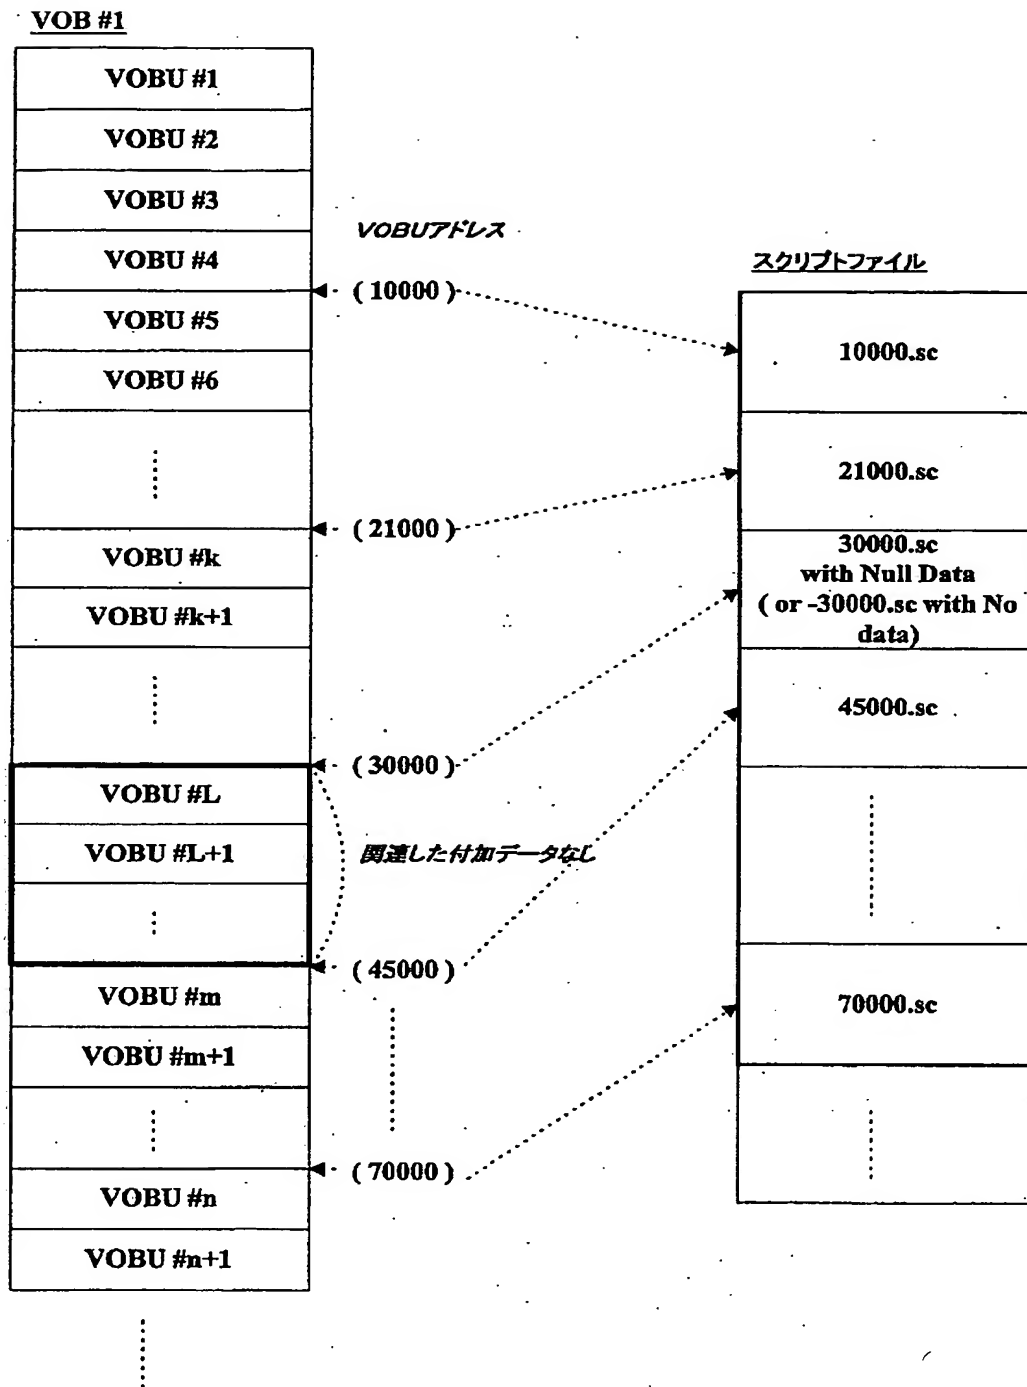 VOB #1
VOBU #1
VOBU #2
VOBU #3
VOBU #4
VOBU #5
VOBU #6
VOBU #k
VOBU #k+1
VOBU #L
VOBU #L+1
VOBU #m
VOBU #m+1
VOBU #n
VOBU #n+1
VOBUアドレス
( 10000 )
( 21000 )
( 30000 )
関連した付加データなし
( 45000 )
( 70000 )
スクリプトファイル
10000.sc
21000.sc
30000.sc
with Null Data
( or -30000.sc with No
data)
45000.sc
70000.sc